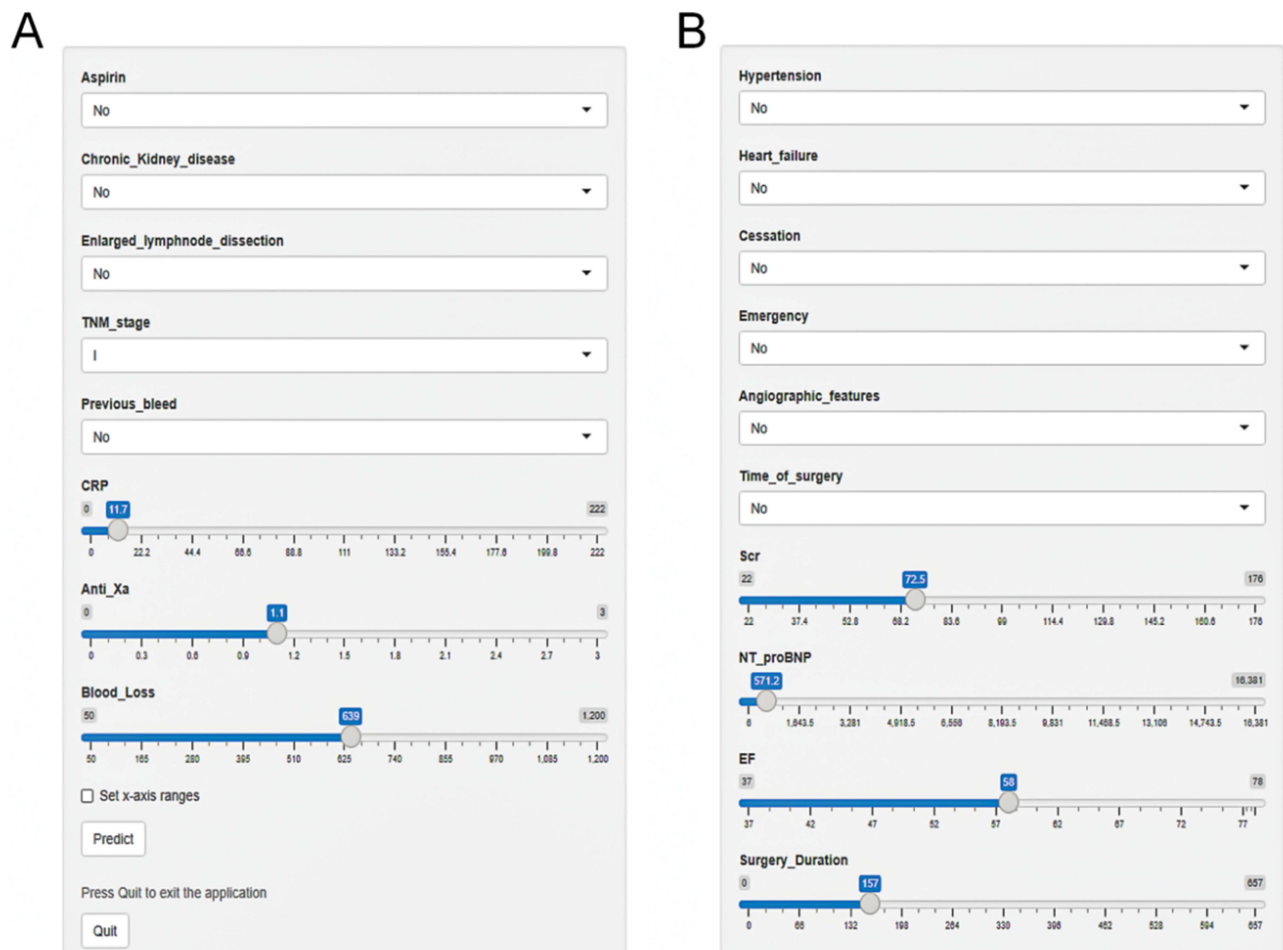 A
Aspirin
No
Chronic_Kidney_disease
No
Enlarged_lymphnode_dissection
No
TNM_stage
I
Previous_bleed
No
CRP
0 11.7 222
0 22.2 44.4 66.6 88.8 111 133.2 155.4 177.6 199.8 222
Anti_Xa
0 1.1 3
0 0.3 0.6 0.9 1.2 1.5 1.8 2.1 2.4 2.7 3
Blood_Loss
50 639 1,200
50 165 280 395 510 625 740 855 970 1,085 1,200
Set x-axis ranges
Predict
Press Quit to exit the application
Quit
B
Hypertension
No
Heart_failure
No
Cessation
No
Emergency
No
Angiographic_features
No
Time_of_surgery
No
Scr
22 72.5 176
22 37.4 52.8 68.2 83.6 99 114.4 129.8 145.2 160.6 176
NT_proBNP
571.2 16,381
6 1,643.5 3,281 4,918.5 6,556 8,193.5 9,831 11,468.5 13,106 14,743.5 16,381
EF
37 58 78
37 42 47 52 57 62 67 72 77
Surgery_Duration
0 157 657
0 66 132 198 264 330 396 462 528 594 657